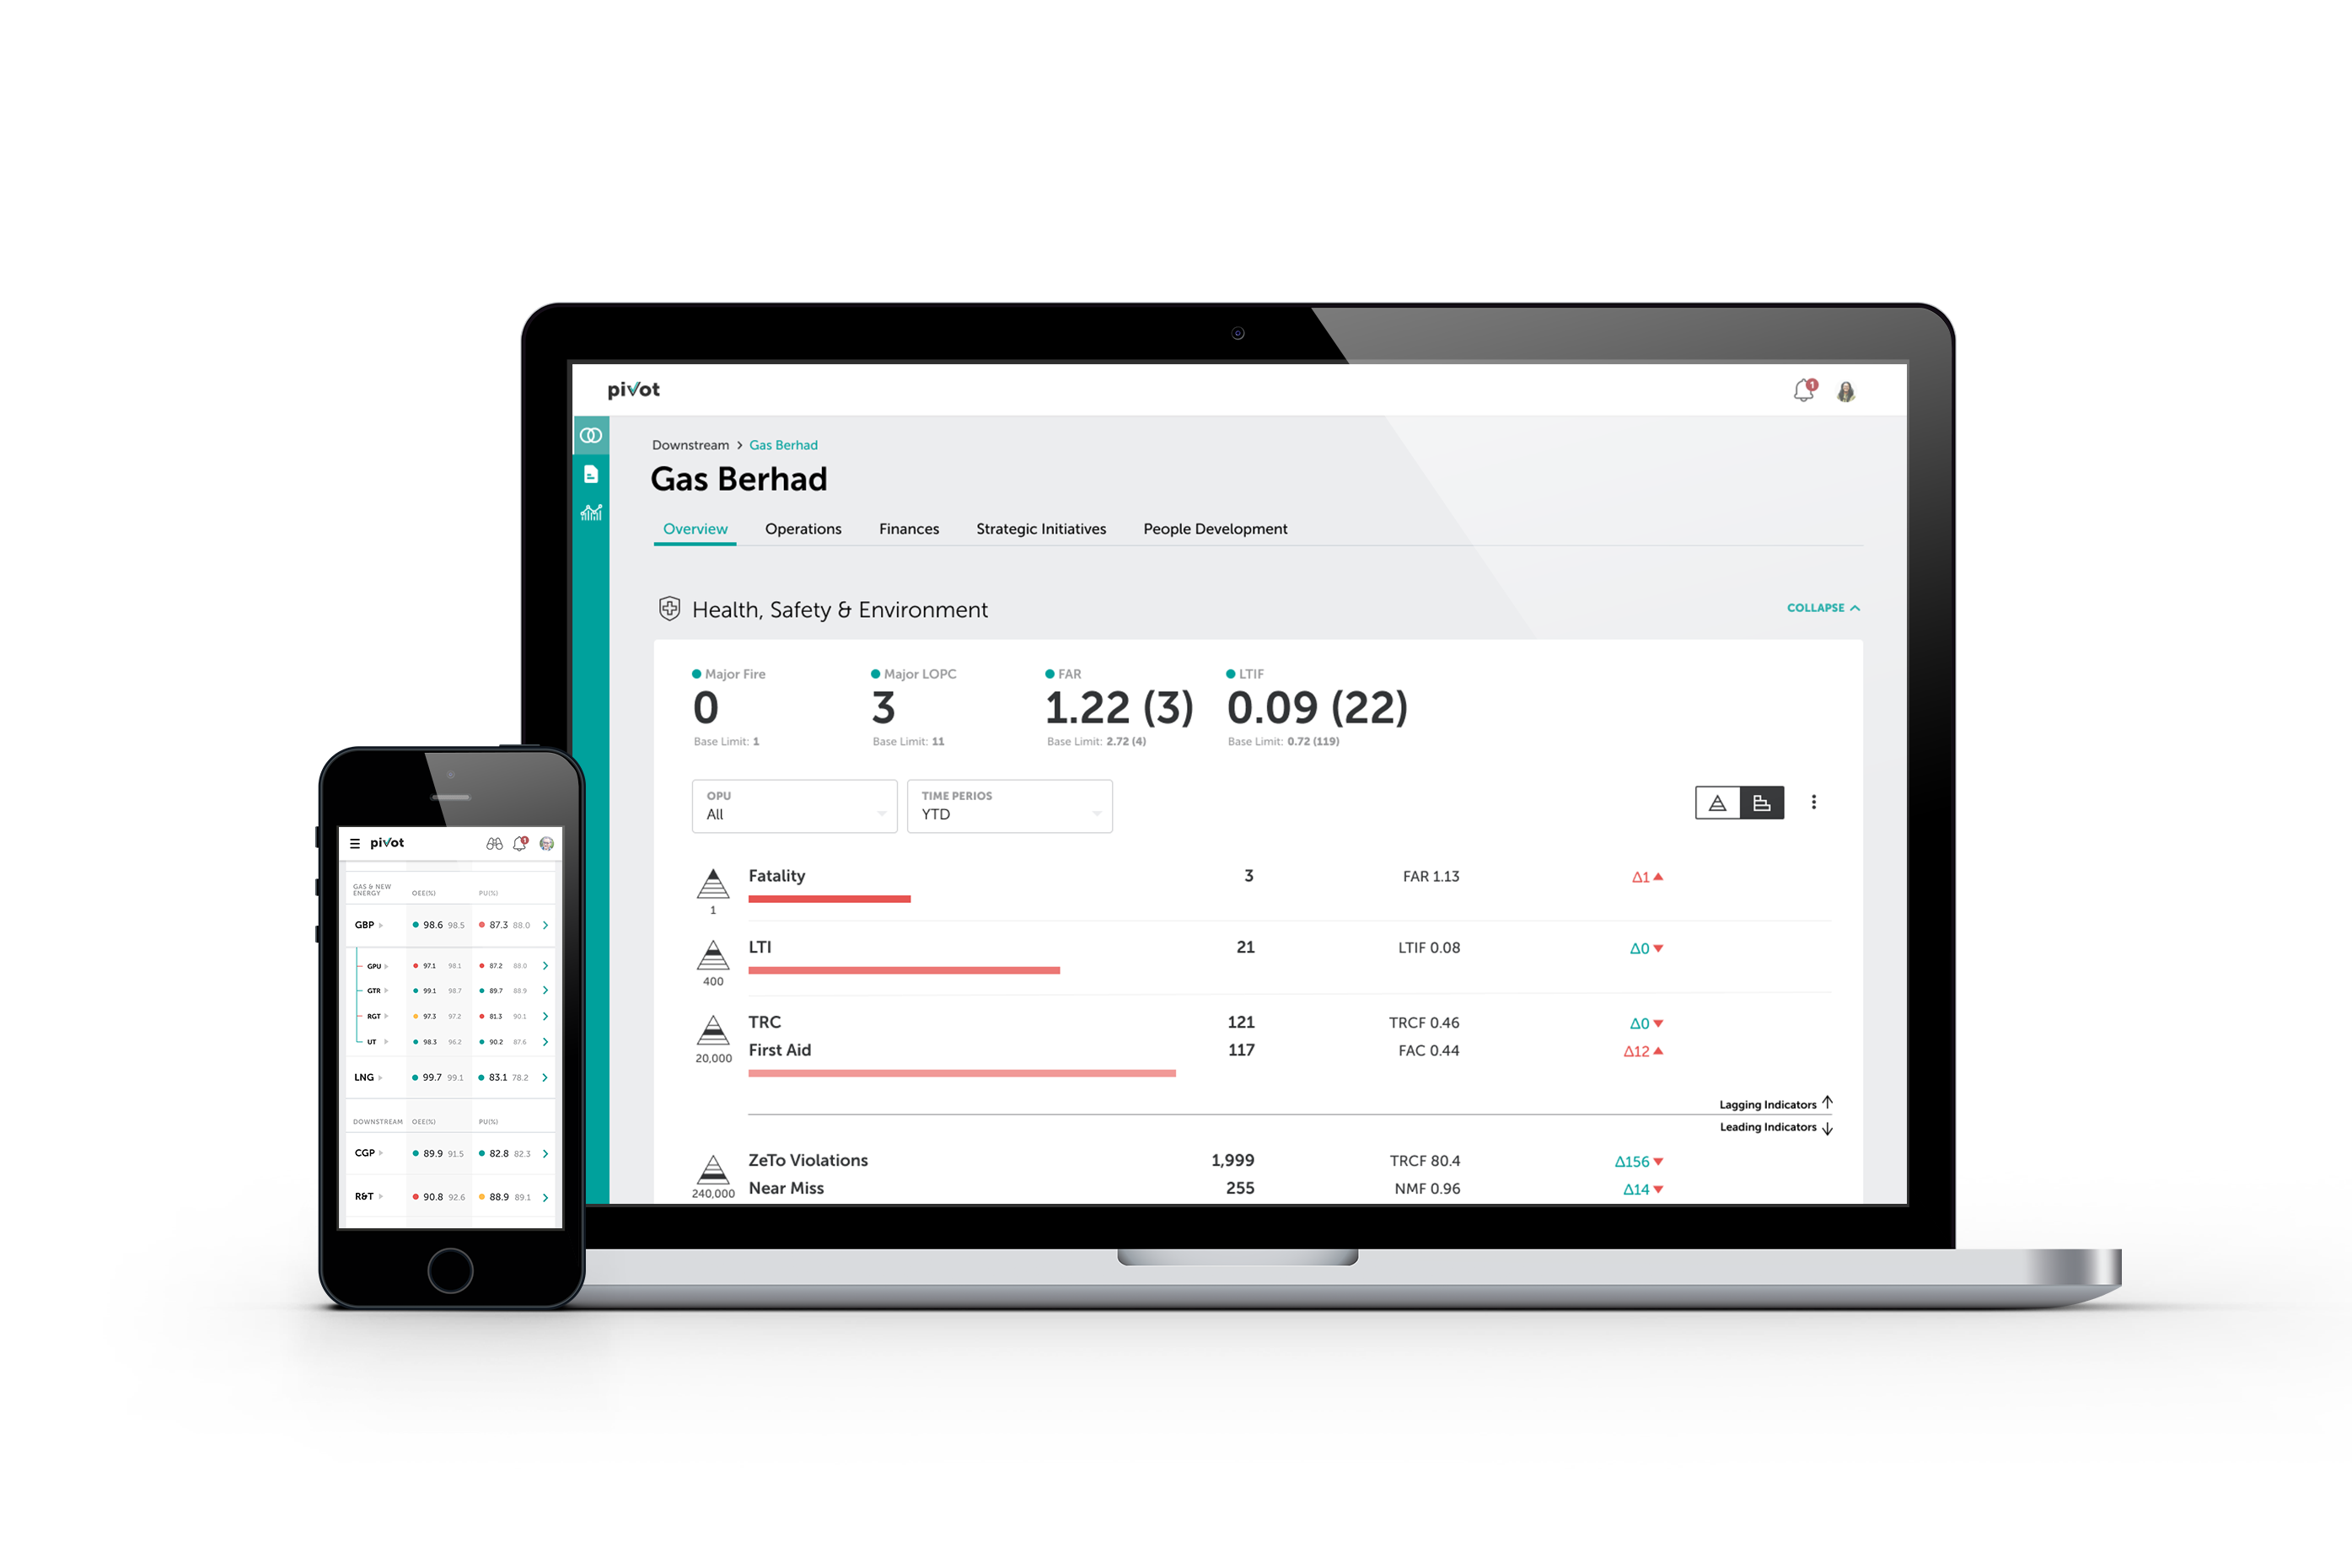 pivot
1
Downstream > Gas Berhad
Gas Berhad
Overview Operations Finances Strategic Initiatives People Development
Health, Safety & Environment
COLLAPSE
Major Fire Major LOPC FAR LTIF
0 3 1.22 (3) 0.09 (22)
Base Limit: 1 Base Limit: 11 Base Limit: 2.72 (4) Base Limit: 0.72 (119)
OPU TIME PERIOS
All YTD
Fatality 3 FAR 1.13 Δ1
1
LTI 21 LTIF 0.08 Δ0
400
TRC 121 TRCF 0.46 Δ0
First Aid 117 FAC 0.44 Δ12
20,000
Lagging Indicators
Leading Indicators
ZeTo Violations 1,999 TRCF 80.4 Δ156
Near Miss 255 NMF 0.96 Δ14
240,000
pivot
1
GAS & NEW
ENERGY OEE(%) PU(%)
GBP 98.6 98.5 87.3 88.0
GPU 97.1 98.1 87.2 88.0
GTR 99.1 98.7 89.7 88.9
RGT 97.3 97.2 81.3 90.1
UT 98.3 96.2 90.2 87.6
LNG 99.7 99.1 83.1 78.2
DOWNSTREAM OEE(%) PU(%)
CGP 89.9 91.5 82.8 82.3
R&T 90.8 92.6 88.9 89.1